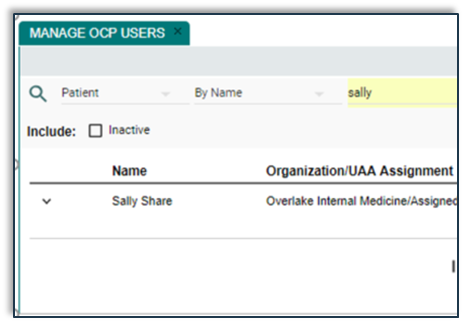 MANAGE OCP USERS ×
Patient By Name sally
Include: Inactive
Name Organization/UAA Assignment
Sally Share Overlake Internal Medicine/Assigned